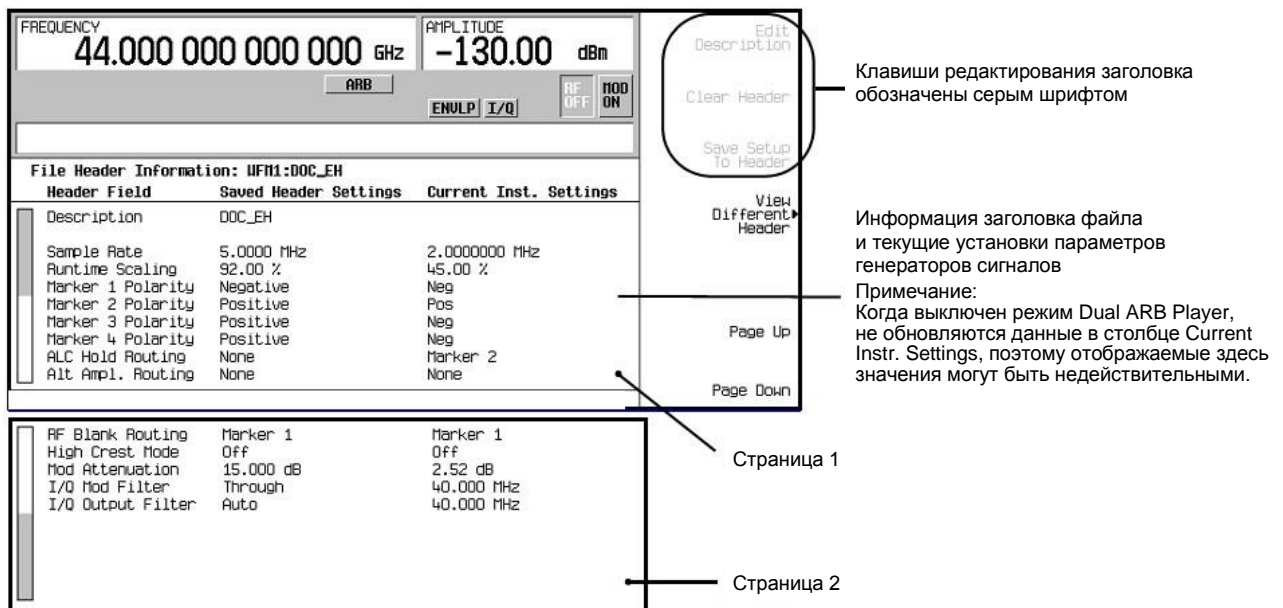 FREQUENCY
44.000 000 000 000 GHz
AMPLITUDE
-130.00 dBm
ARB
ENVLP I/Q
RF OFF
MOD ON
File Header Information: WFM1:DOC_EH
Header Field Saved Header Settings Current Inst. Settings
Description DOC_EH
Sample Rate 5.0000 MHz 2.0000000 MHz
Runtime Scaling 92.00 % 45.00 %
Marker 1 Polarity Negative Neg
Marker 2 Polarity Positive Pos
Marker 3 Polarity Positive Neg
Marker 4 Polarity Positive Neg
ALC Hold Routing None Marker 2
Alt Ampl. Routing None None
Edit
Description
Clear Header
Save Setup
To Header
View
Different
Header
Page Up
Page Down
Клавиши редактирования заголовка
обозначены серым шрифтом
Информация заголовка файла
и текущие установки параметров
генераторов сигналов
Примечание:
Когда выключен режим Dual ARB Player,
не обновляются данные в столбце Current
Instr. Settings, поэтому отображаемые здесь
значения могут быть недействительными.
RF Blank Routing Marker 1 Marker 1
High Crest Mode Off Off
Mod Attenuation 15.000 dB 2.52 dB
I/Q Mod Filter Through 40.000 MHz
I/Q Output Filter Auto 40.000 MHz
Страница 1
Страница 2